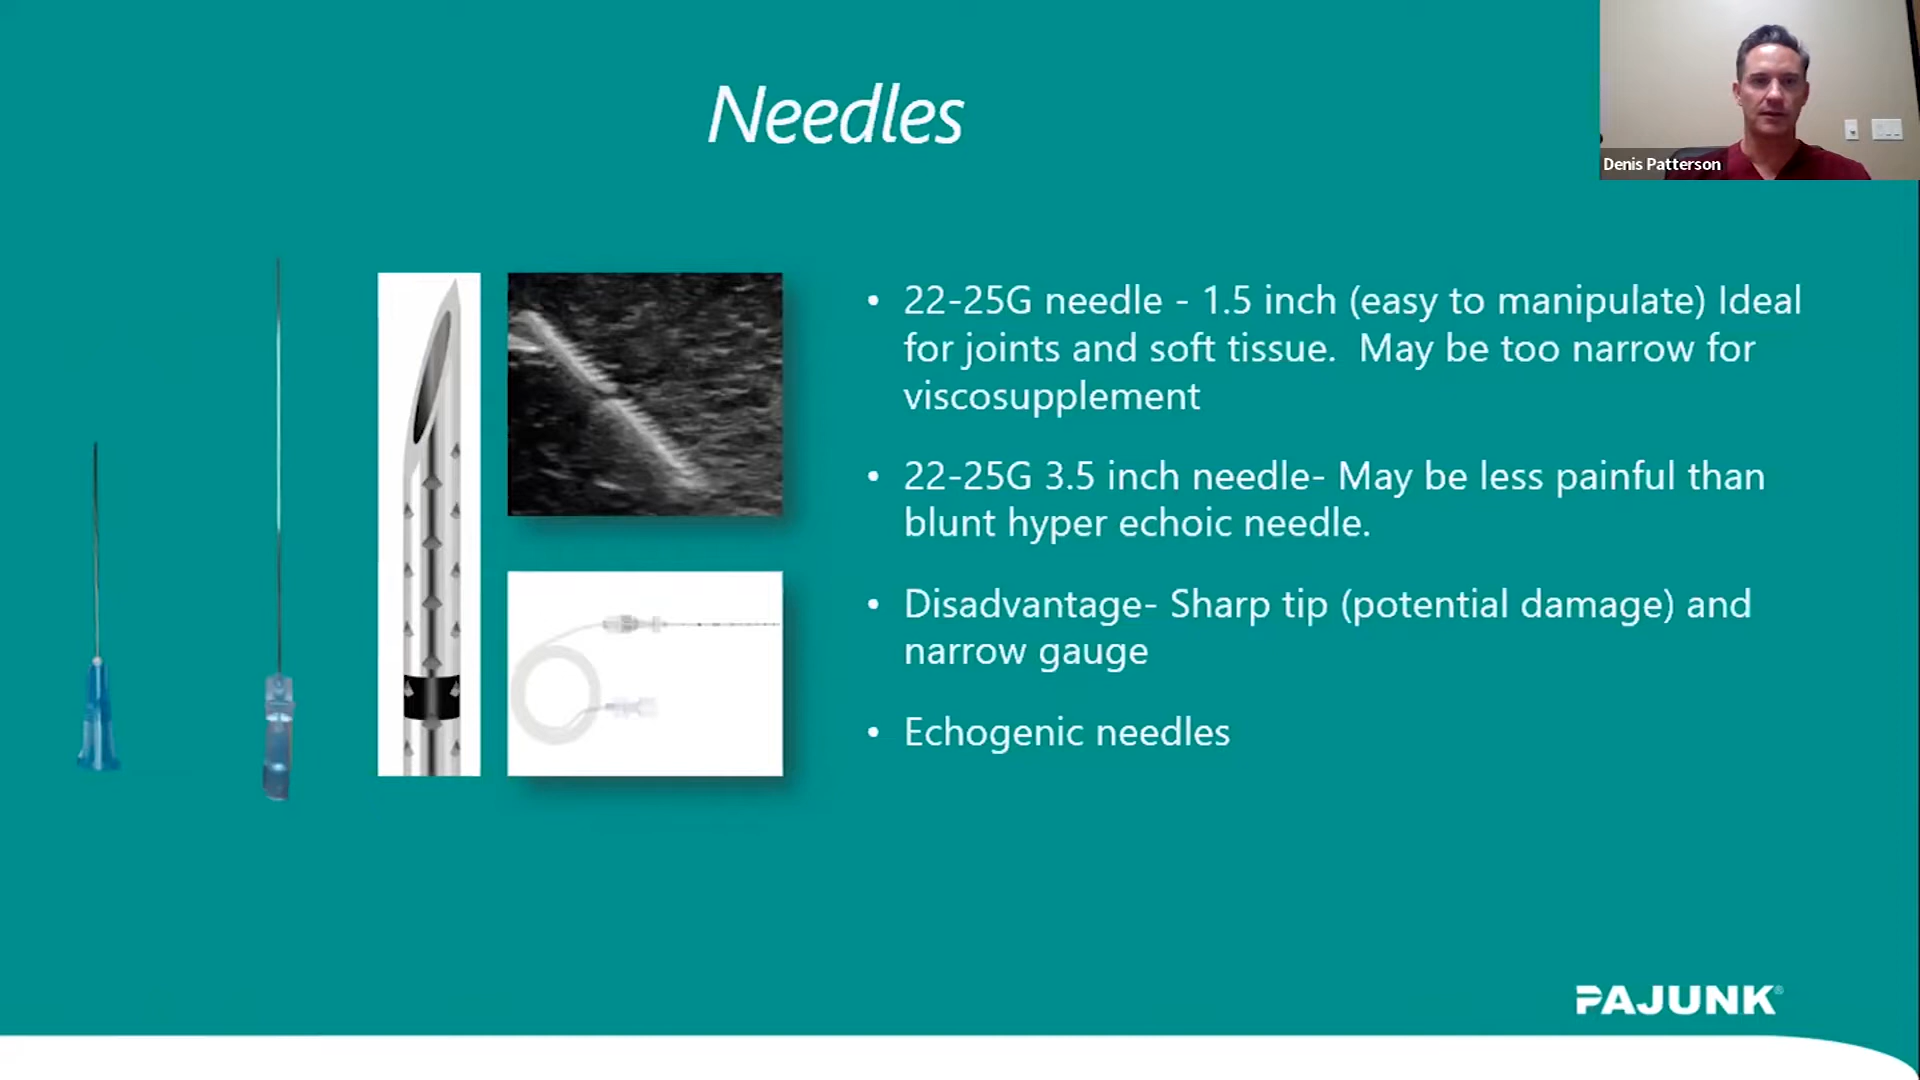 Needles
Denis Patterson
• 22-25G needle - 1.5 inch (easy to manipulate) Ideal
for joints and soft tissue.  May be too narrow for
viscosupplement
• 22-25G 3.5 inch needle- May be less painful than
blunt hyper echoic needle.
• Disadvantage- Sharp tip (potential damage) and
narrow gauge
• Echogenic needles
PAJUNK®